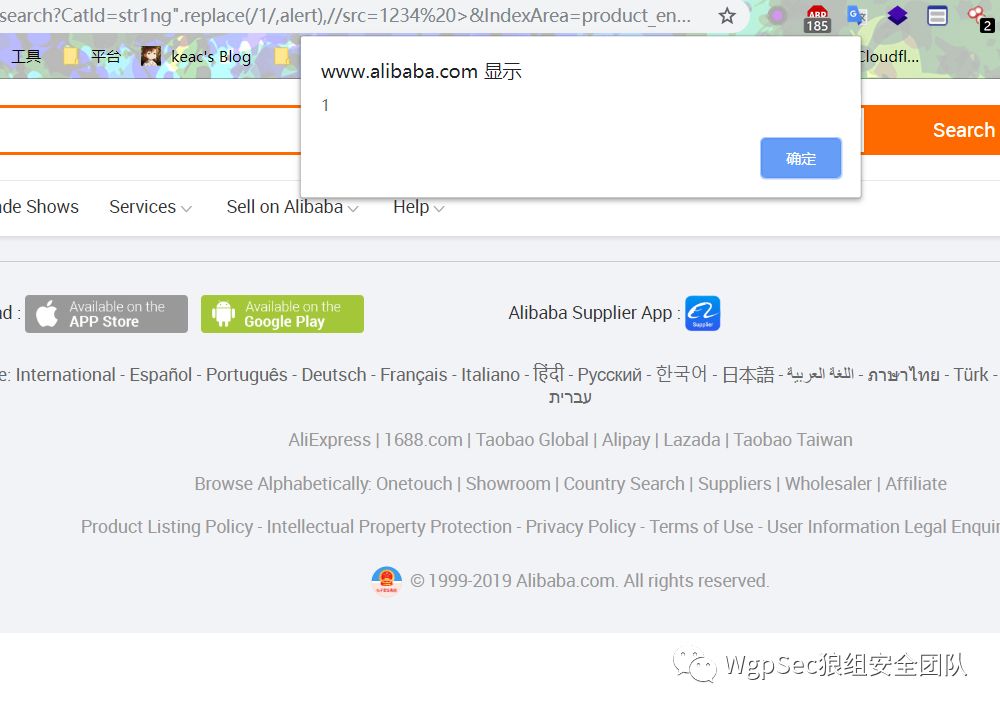 search?CatId=str1ng".replace(/1/,alert),//src=1234%20>&IndexArea=product_en...
ABP
185
2
工具
平台
keac's Blog
Cloudfl...
www.alibaba.com 显示
1
确定
Search
de Shows
Services
Sell on Alibaba
Help
d :
Available on the
APP Store
Available on the
Google Play
Alibaba Supplier App :
Supplier
e: International - Español - Português - Deutsch - Français - Italiano - हिंदी - Русский - 한국어 - 日本語 - اللغة العربية - ภาษาไทย - Türk -
עברית
AliExpress | 1688.com | Taobao Global | Alipay | Lazada | Taobao Taiwan
Browse Alphabetically: Onetouch | Showroom | Country Search | Suppliers | Wholesaler | Affiliate
Product Listing Policy - Intellectual Property Protection - Privacy Policy - Terms of Use - User Information Legal Enquir
© 1999-2019 Alibaba.com. All rights reserved.
WgpSec狼组安全团队